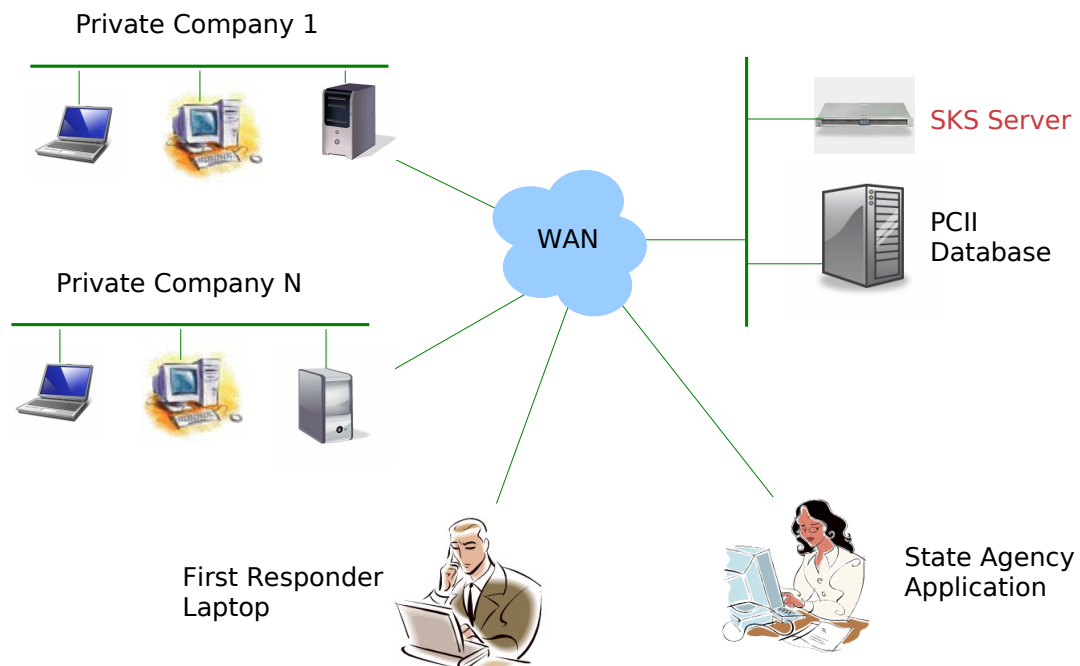 Private Company 1
SKS Server
WAN
PCII
Database
Private Company N
First Responder
Laptop
State Agency
Application